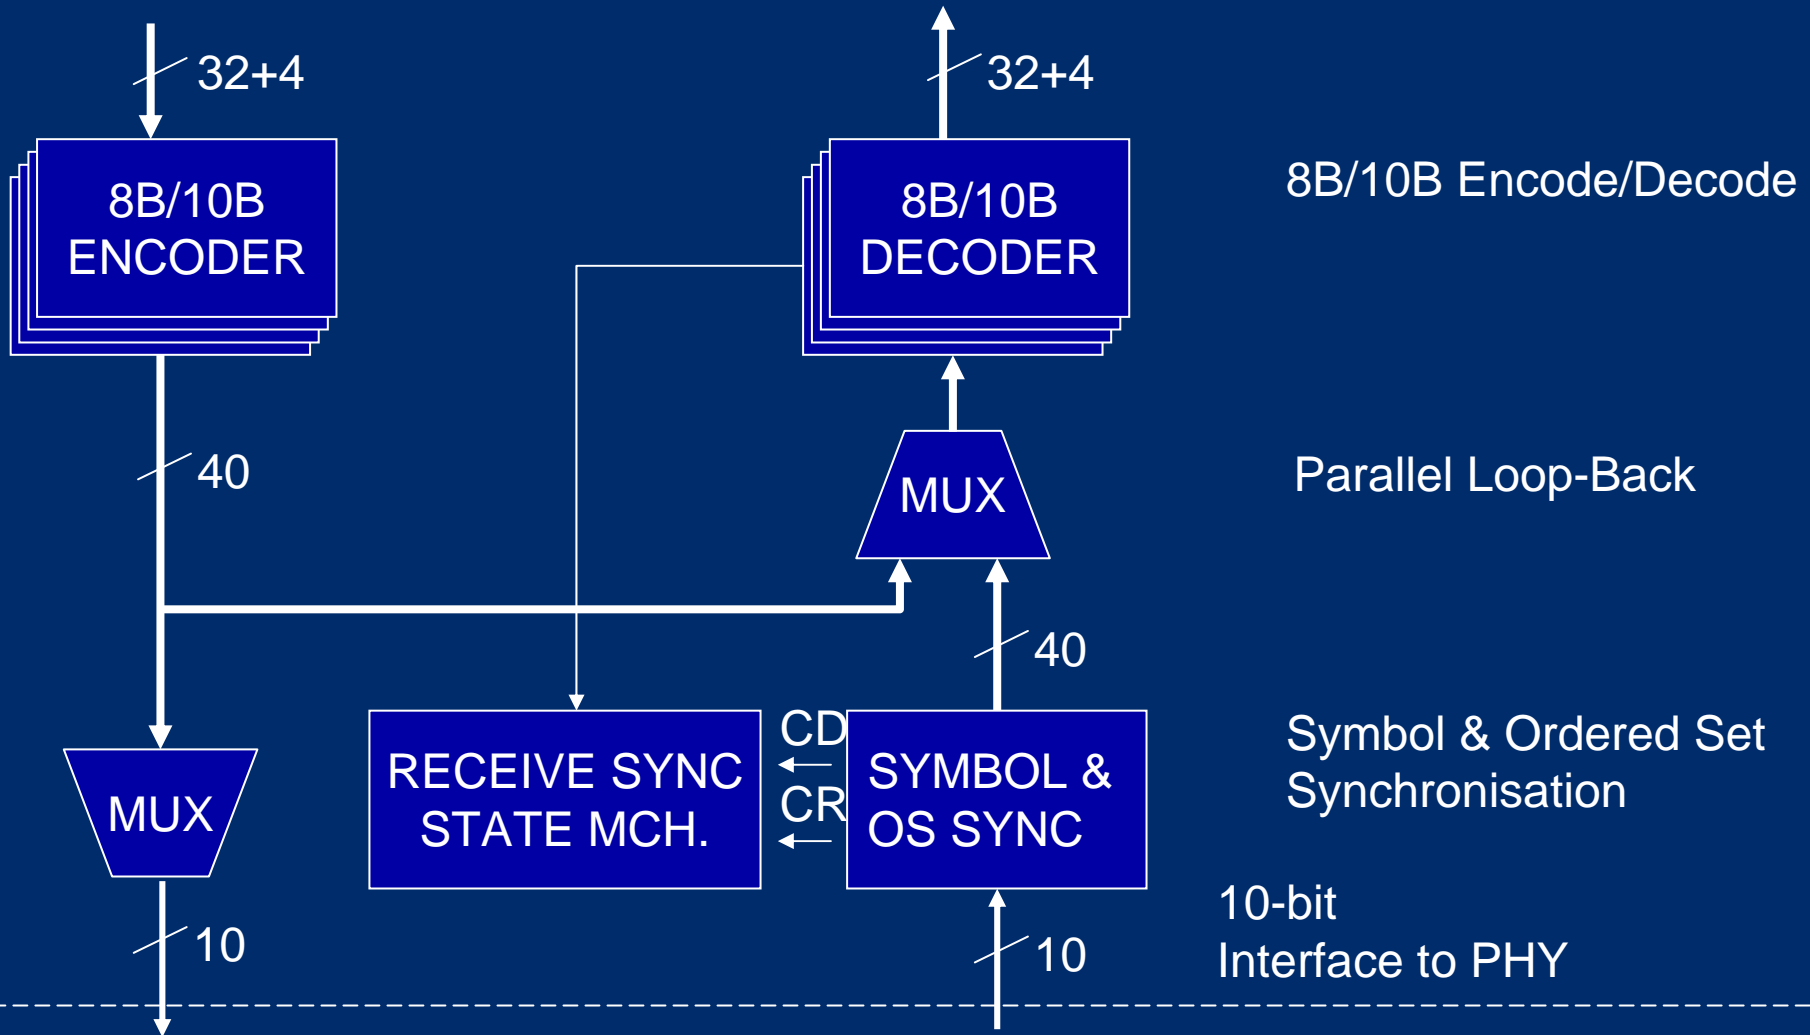 32+4
32+4
8B/10B
ENCODER
8B/10B
DECODER
8B/10B Encode/Decode
40
MUX
Parallel Loop-Back
40
MUX
RECEIVE SYNC
STATE MCH.
CD
CR
SYMBOL &
OS SYNC
Symbol & Ordered Set
Synchronisation
10
10
10-bit
Interface to PHY